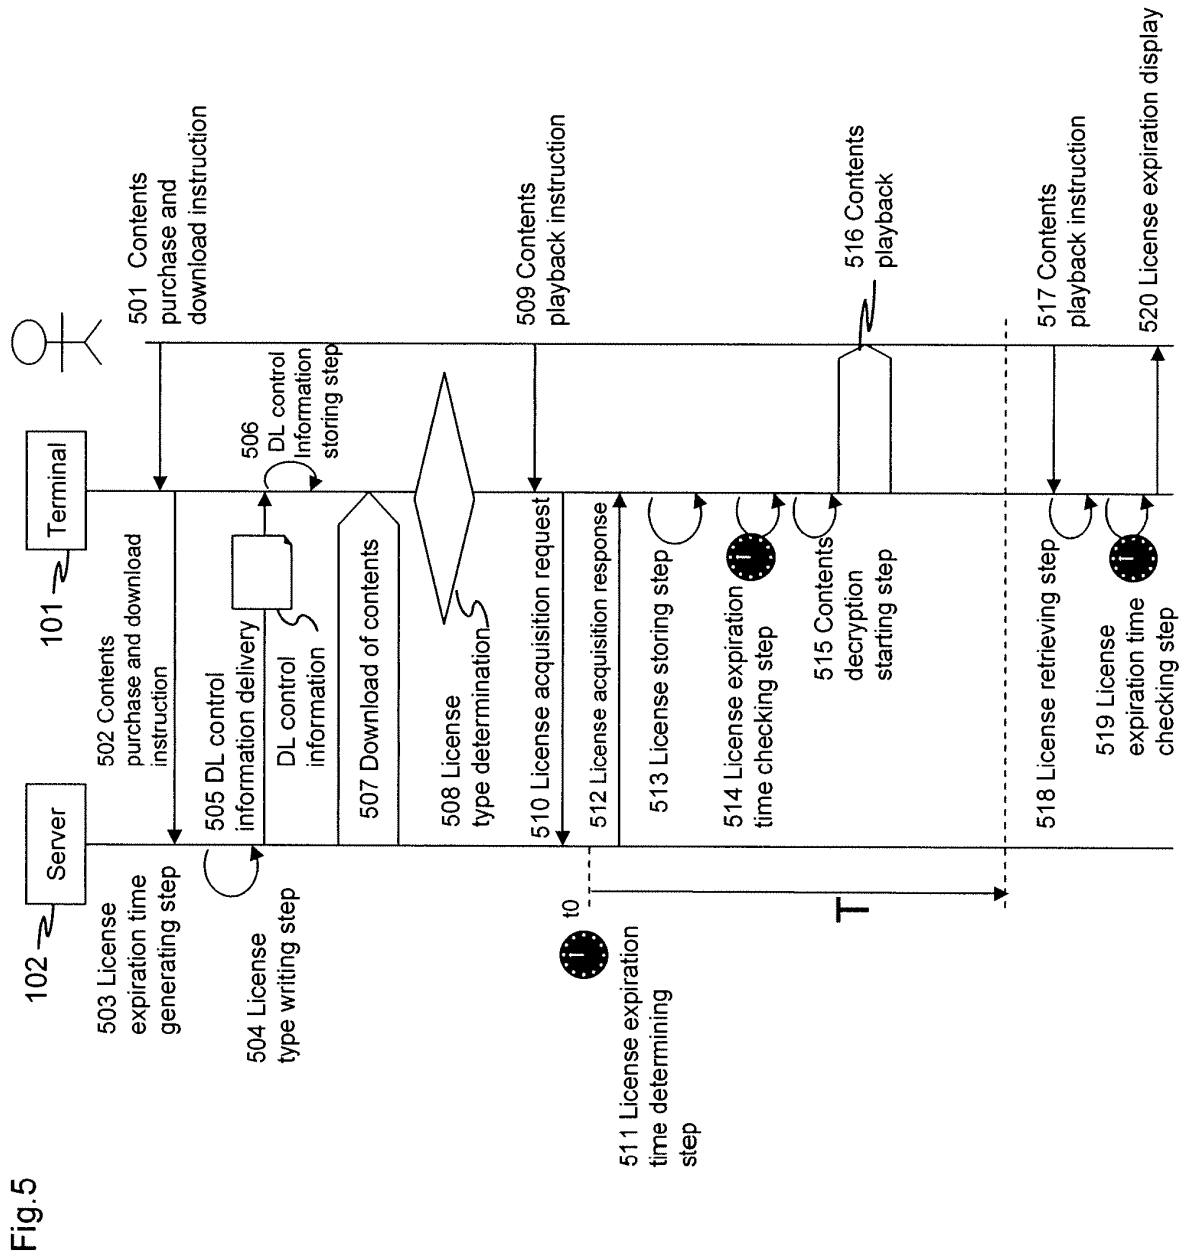 Fig.5
102
Server
101
Terminal
501 Contents
purchase and
download instruction
502 Contents
purchase and download
instruction
503 License
expiration time
generating step
504 License
type writing step
505 DL control
information delivery
DL control
information
506
DL control
Information
storing step
507 Download of contents
508 License
type determination
509 Contents
playback instruction
510 License acquisition request
t0
511 License expiration
time determining
step
T
512 License acquisition response
513 License storing step
514 License expiration
time checking step
515 Contents
decryption
starting step
516 Contents
playback
517 Contents
playback instruction
518 License retrieving step
519 License
expiration time
checking step
520 License expiration display